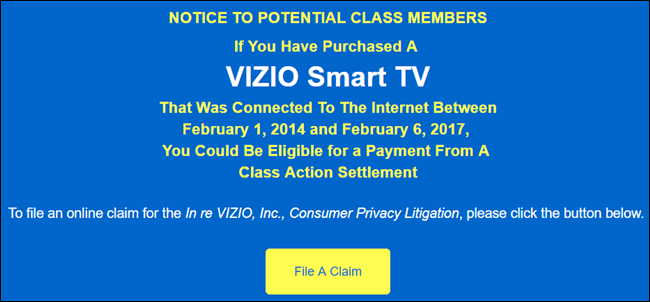 NOTICE TO POTENTIAL CLASS MEMBERS
If You Have Purchased A
VIZIO Smart TV
That Was Connected To The Internet Between
February 1, 2014 and February 6, 2017,
You Could Be Eligible for a Payment From A
Class Action Settlement
To file an online claim for the In re VIZIO, Inc., Consumer Privacy Litigation, please click the button below.
File A Claim